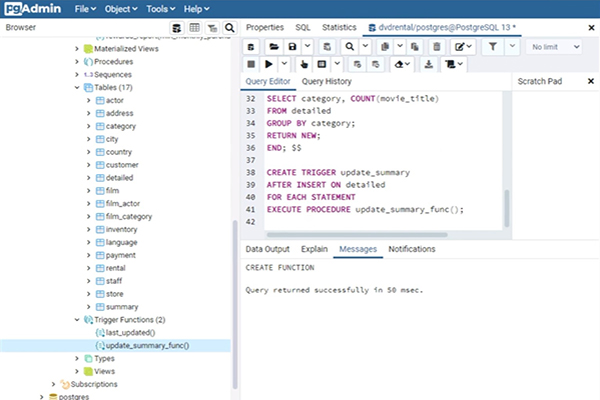 pgAdmin File Object Tools Help
Browser
Properties SQL Statistics dvdrental/postgres@PostgreSQL 13 *
Materialized Views
Procedures
Sequences
Tables (17)
actor
address
category
city
country
customer
detailed
film
film_actor
film_category
inventory
language
payment
rental
staff
store
summary
Trigger Functions (2)
last_updated()
update_summary_func()
Types
Views
Subscriptions
postgres
No limit
Query Editor Query History
Scratch Pad
32 SELECT category, COUNT(movie_title)
33 FROM detailed
34 GROUP BY category;
35 RETURN NEW;
36 END; $$
37
38 CREATE TRIGGER update_summary
39 AFTER INSERT ON detailed
40 FOR EACH STATEMENT
41 EXECUTE PROCEDURE update_summary_func();
42
Data Output Explain Messages Notifications
CREATE FUNCTION
Query returned successfully in 50 msec.